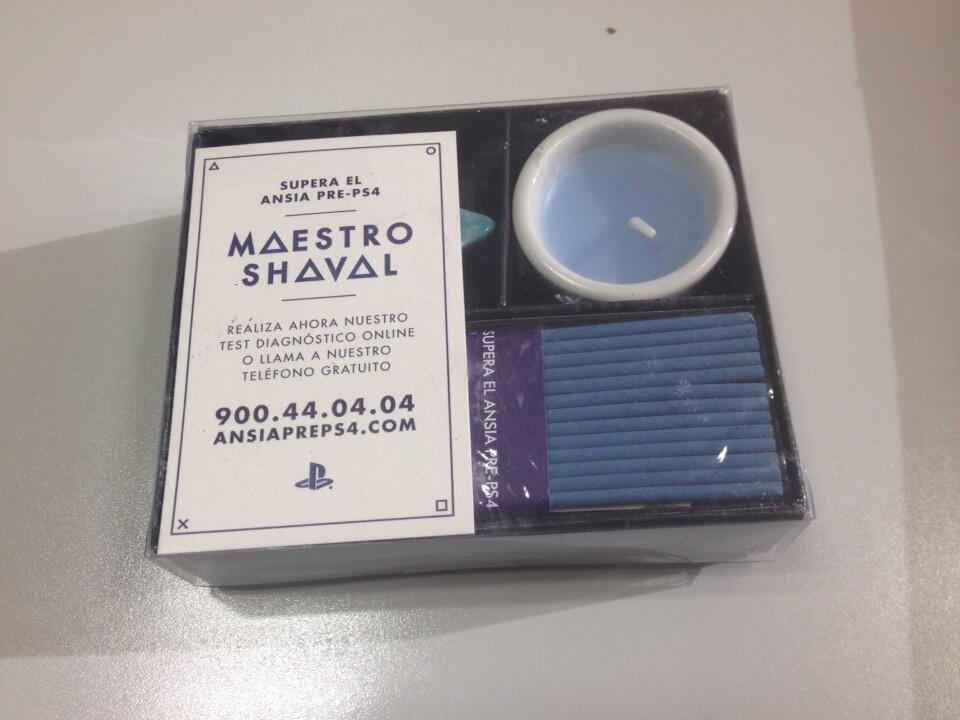 SUPERA EL
ANSIA PRE-PS4
MAESTRO
SHAVAL
REALIZA AHORA NUESTRO
TEST DIAGNÓSTICO ONLINE
O LLAMA A NUESTRO
TELÉFONO GRATUITO
900.44.04.04
ANSIAPREPS4.COM
SUPERA EL ANSIA PRE-PS4